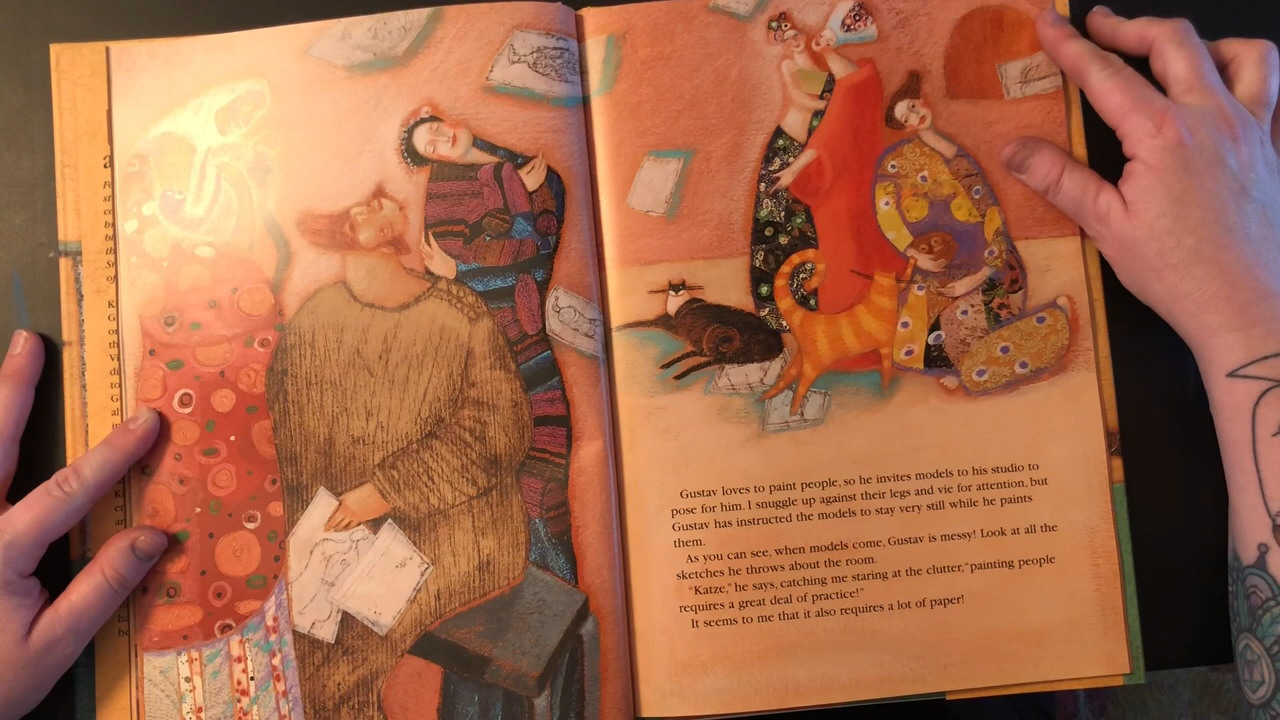 Gustav loves to paint people, so he invites models to his studio to
pose for him. I snuggle up against their legs and vie for attention, but
Gustav has instructed the models to stay very still while he paints
them.
As you can see, when models come, Gustav is messy! Look at all the
sketches he throws about the room.
"Katze," he says, catching me staring at the clutter, "painting people
requires a great deal of practice!"
It seems to me that it also requires a lot of paper!